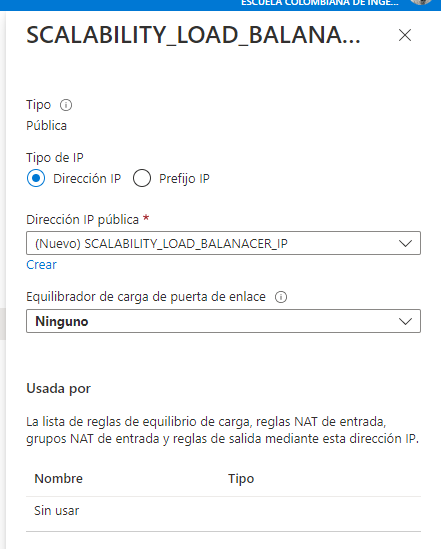 ESCUELA COLOMBIANA DE INGE...
SCALABILITY_LOAD_BALANA...
Tipo
Pública
Tipo de IP
Dirección IP
Prefijo IP
Dirección IP pública *
(Nuevo) SCALABILITY_LOAD_BALANACER_IP
Crear
Equilibrador de carga de puerta de enlace
Ninguno
Usada por
La lista de reglas de equilibrio de carga, reglas NAT de entrada,
grupos NAT de entrada y reglas de salida mediante esta dirección IP.
Nombre Tipo
Sin usar